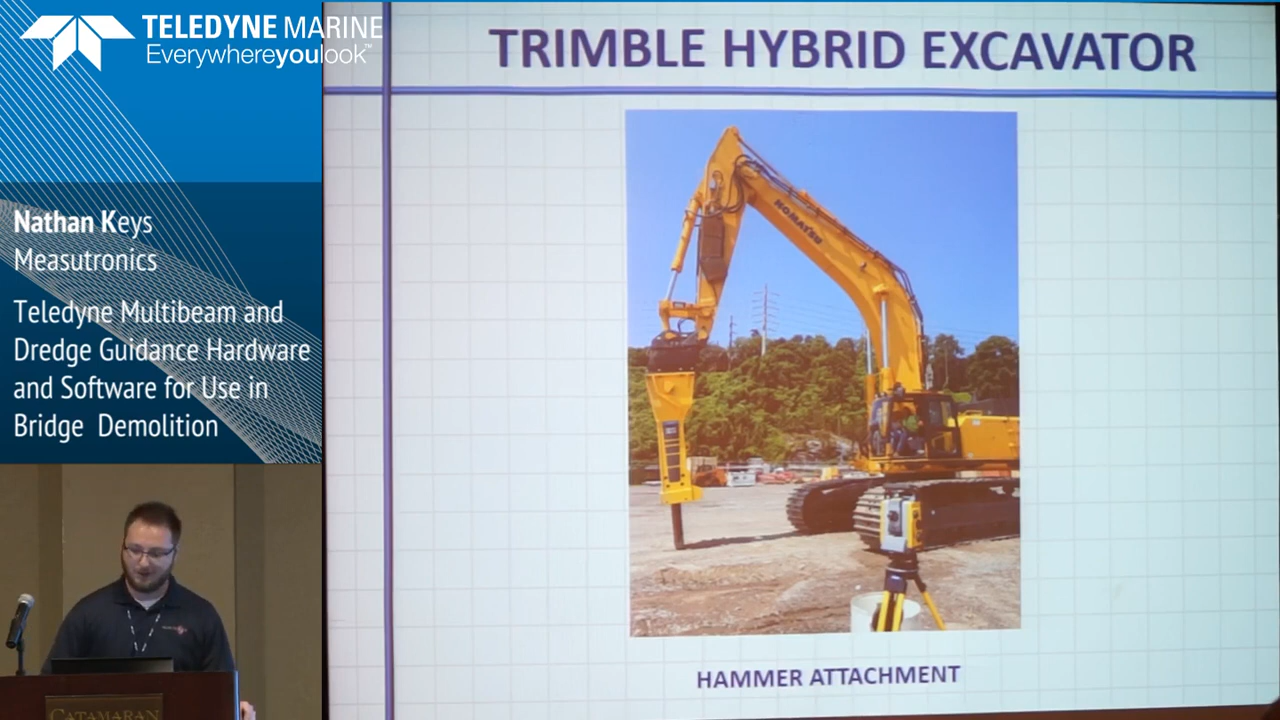 TELEDYNE MARINE
Everywhereyoulook™
Nathan Keys
Measutronics
Teledyne Multibeam and
Dredge Guidance Hardware
and Software for Use in
Bridge Demolition
CATAMARAN
TRIMBLE HYBRID EXCAVATOR
KOMATSU
HAMMER ATTACHMENT